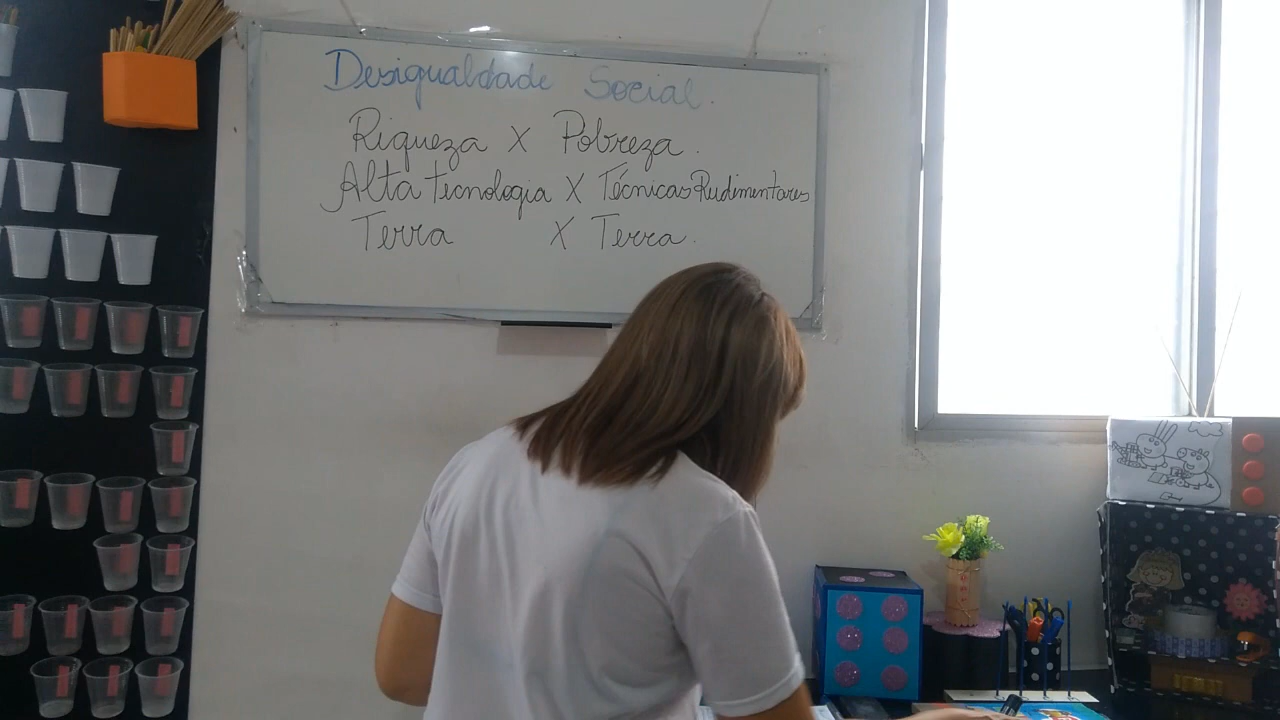 Desigualdade Social.
Riqueza X Pobreza.
Alta tecnologia X Técnicas Rudimentares
Terra X Terra.